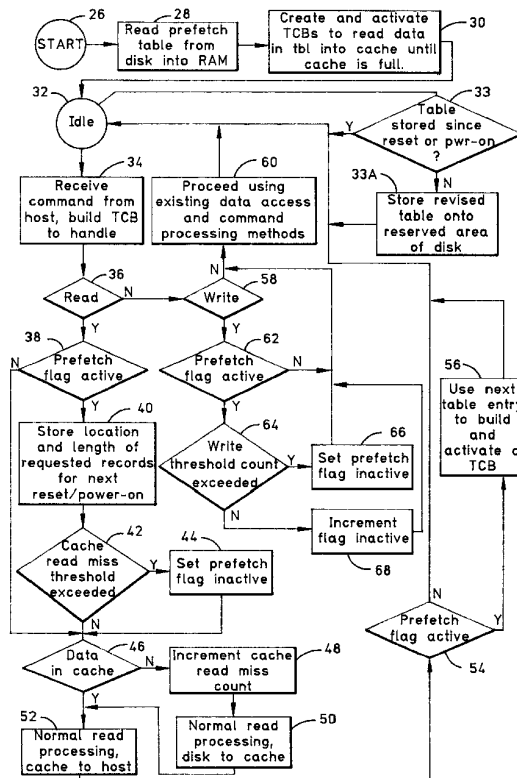 26
START
28
Read prefetch
table from
disk into RAM
Create and activate
TCBs to read data
in tbl into cache until
cache is full.
30
32
Idle
33
Table
stored since
reset or pwr-on
?
Y
N
33A
Store revised
table onto
reserved area
of disk
34
Receive
command from
host, build TCB
to handle
60
Proceed using
existing data access
and command
processing methods
N
36
Read
N
58
Write
Y
Y
38
N
Prefetch
flag active
Y
62
Prefetch
flag active
N
Y
56
Use next
table entry
to build
and
activate a
TCB
40
Store location
and length of
requested records
for next
reset/power-on
64
Write
threshold count
exceeded
Y
66
Set prefetch
flag inactive
N
Increment
flag inactive
68
42
Cache
read miss
threshold
exceeded
Y
44
Set prefetch
flag inactive
N
N
46
Data
in cache
N
Y
48
Increment cache
read miss
count
50
Normal read
processing,
disk to cache
52
Normal read
processing,
cache to host
N
Prefetch
flag active
Y
54